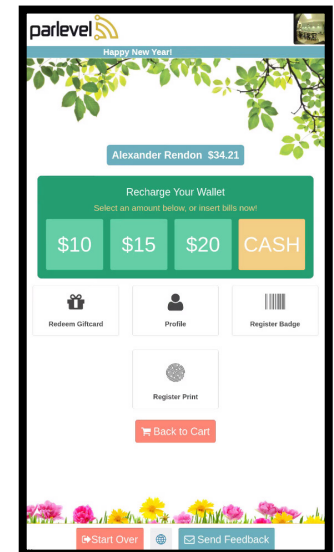 parlevel
Happy New Year!
Alexander Rendon $34.21
Recharge Your Wallet
Select an amount below, or insert bills now!
$10
$15
$20
CASH
Redeem Giftcard
Profile
Register Badge
Register Print
Back to Cart
Start Over
Send Feedback